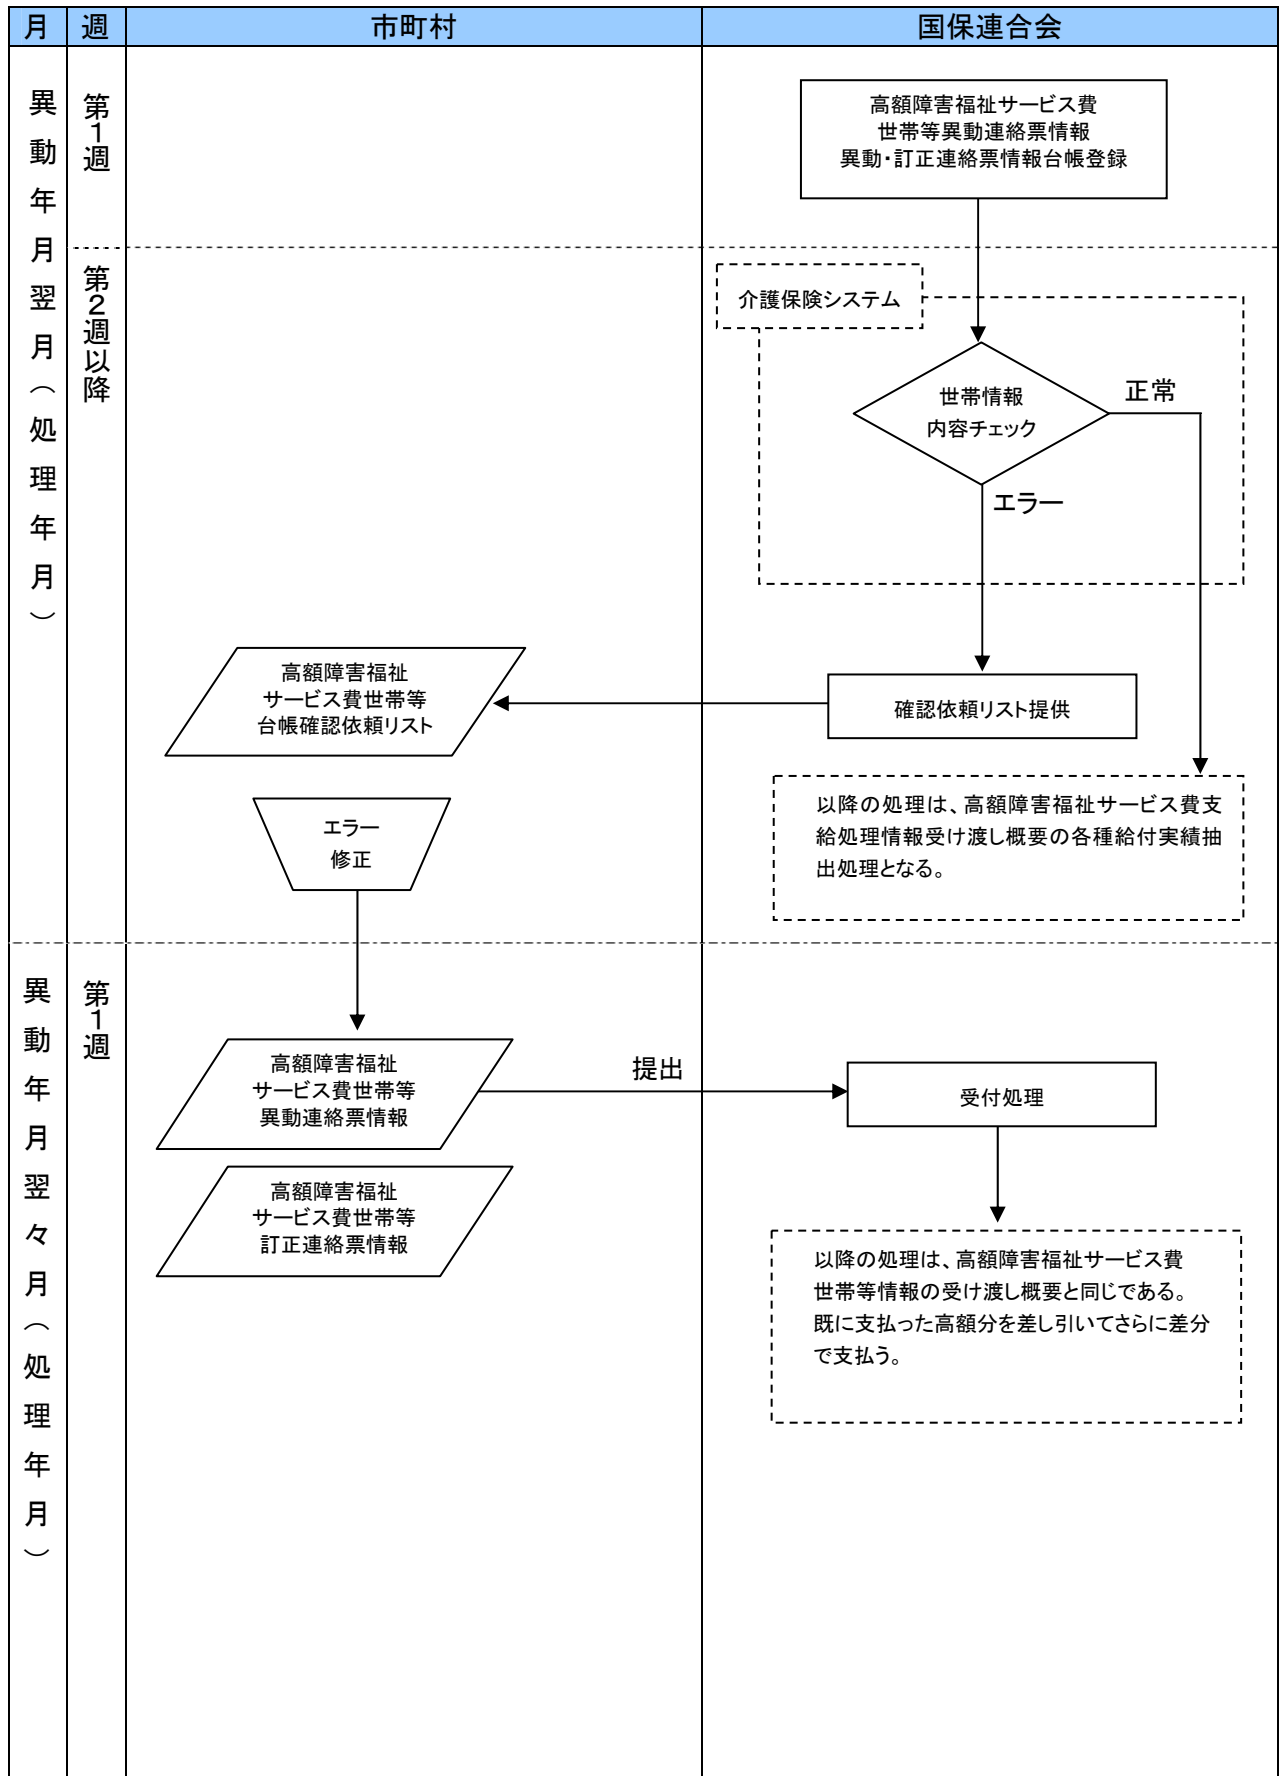 月
週
市町村
国保連合会
異動年月翌月（処理年月）
第1週
高額障害福祉サービス費
世帯等異動連絡票情報
異動・訂正連絡票情報台帳登録
第2週以降
介護保険システム
世帯情報
内容チェック
正常
エラー
高額障害福祉
サービス費世帯等
台帳確認依頼リスト
確認依頼リスト提供
エラー
修正
以降の処理は、高額障害福祉サービス費支
給処理情報受け渡し概要の各種給付実績抽
出処理となる。
異動年月翌々月（処理年月）
第1週
高額障害福祉
サービス費世帯等
異動連絡票情報
提出
受付処理
高額障害福祉
サービス費世帯等
訂正連絡票情報
以降の処理は、高額障害福祉サービス費
世帯等情報の受け渡し概要と同じである。
既に支払った高額分を差し引いてさらに差分
で支払う。